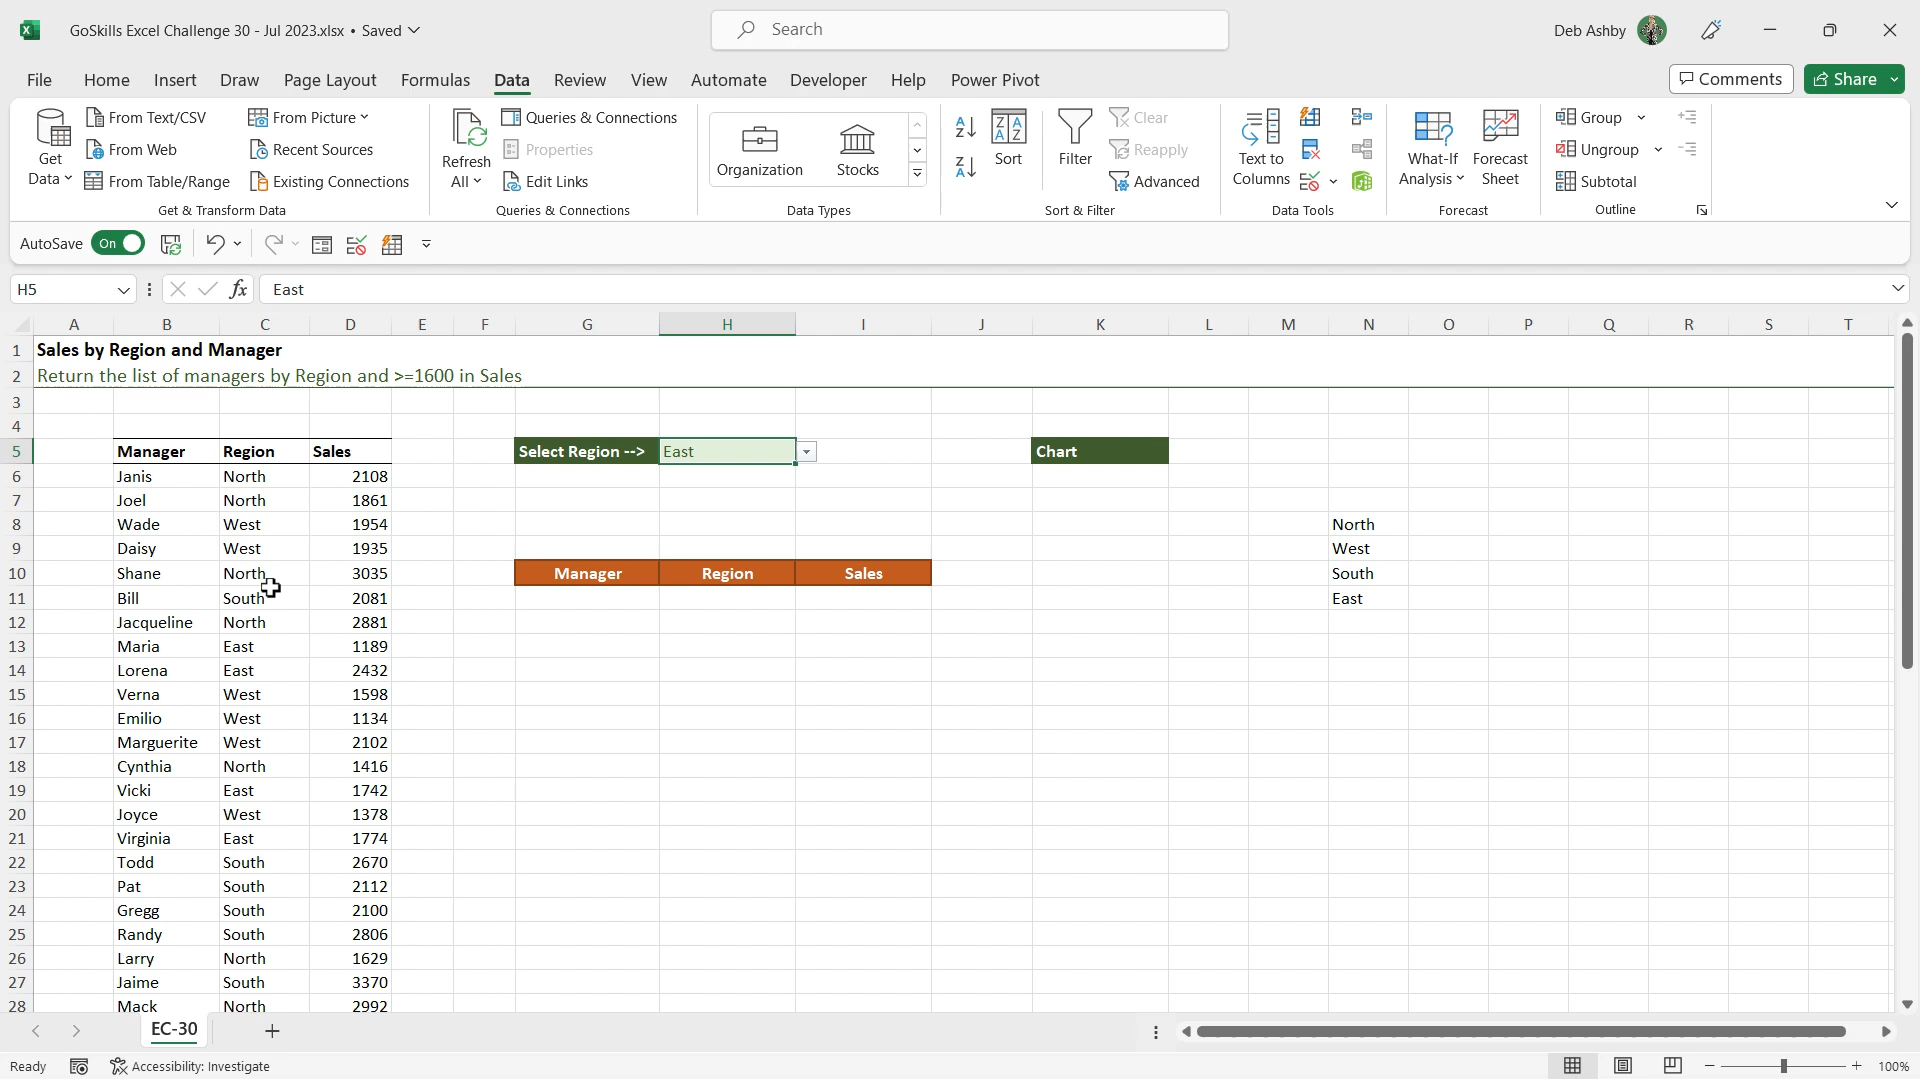 GoSkills Excel Challenge 30 - Jul 2023.xlsx • Saved
Search
Deb Ashby
File Home Insert Draw Page Layout Formulas Data Review View Automate Developer Help Power Pivot
Comments Share
Get Data
From Text/CSV
From Web
From Table/Range
From Picture
Recent Sources
Existing Connections
Get & Transform Data
Refresh All
Queries & Connections
Properties
Edit Links
Queries & Connections
Organization Stocks
Data Types
Sort
Filter
Clear
Reapply
Advanced
Sort & Filter
Text to Columns
Data Tools
What-If Analysis
Forecast Sheet
Forecast
Group
Ungroup
Subtotal
Outline
AutoSave On
H5 fx East
A B C D E F G H I J K L M N O P Q R S T
1 Sales by Region and Manager
2 Return the list of managers by Region and >=1600 in Sales
3
4
5 Manager Region Sales Select Region --> East Chart
6 Janis North 2108
7 Joel North 1861
8 Wade West 1954 North
9 Daisy West 1935 West
10 Shane North 3035 Manager Region Sales South
11 Bill South 2081 East
12 Jacqueline North 2881
13 Maria East 1189
14 Lorena East 2432
15 Verna West 1598
16 Emilio West 1134
17 Marguerite West 2102
18 Cynthia North 1416
19 Vicki East 1742
20 Joyce West 1378
21 Virginia East 1774
22 Todd South 2670
23 Pat South 2112
24 Gregg South 2100
25 Randy South 2806
26 Larry North 1629
27 Jaime South 3370
28 Mack North 2992
EC-30
Ready Accessibility: Investigate 100%